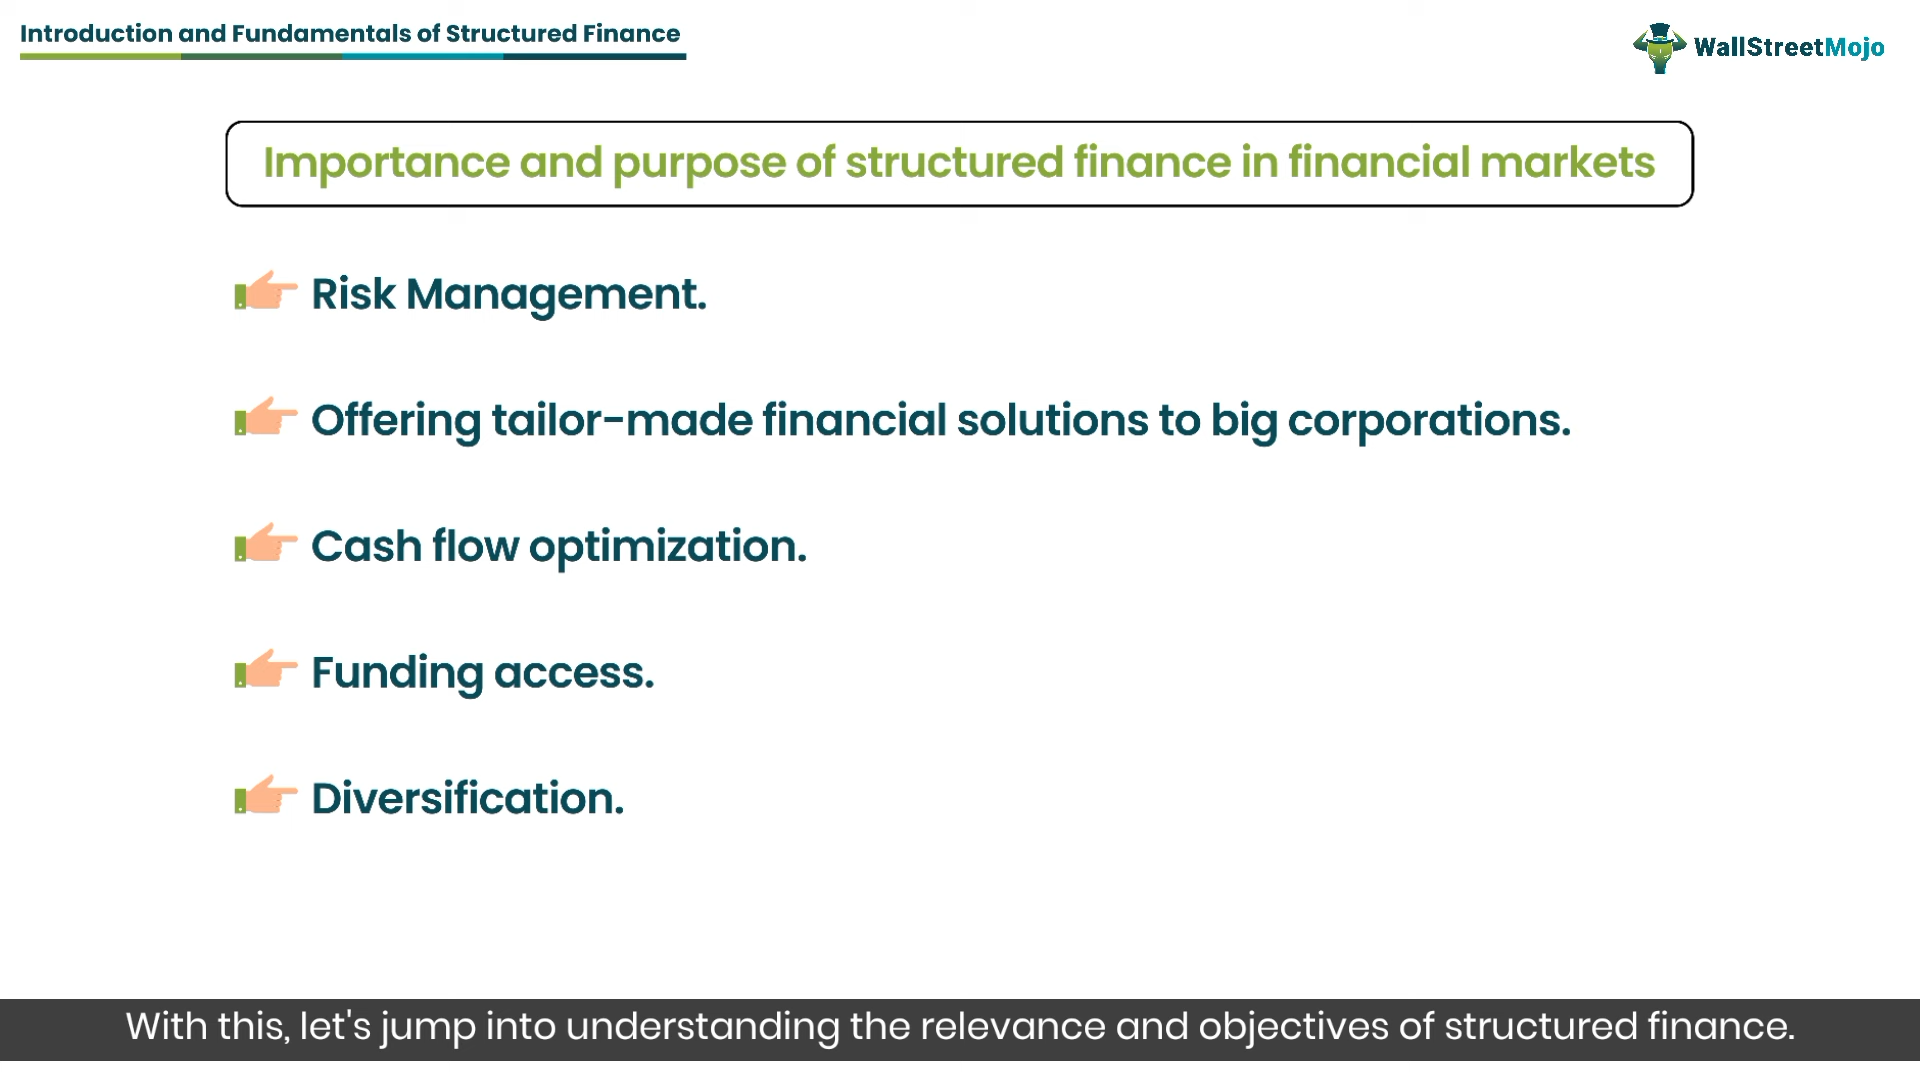 Introduction and Fundamentals of Structured Finance
WallStreetMojo
Importance and purpose of structured finance in financial markets
Risk Management.
Offering tailor-made financial solutions to big corporations.
Cash flow optimization.
Funding access.
Diversification.
With this, let's jump into understanding the relevance and objectives of structured finance.